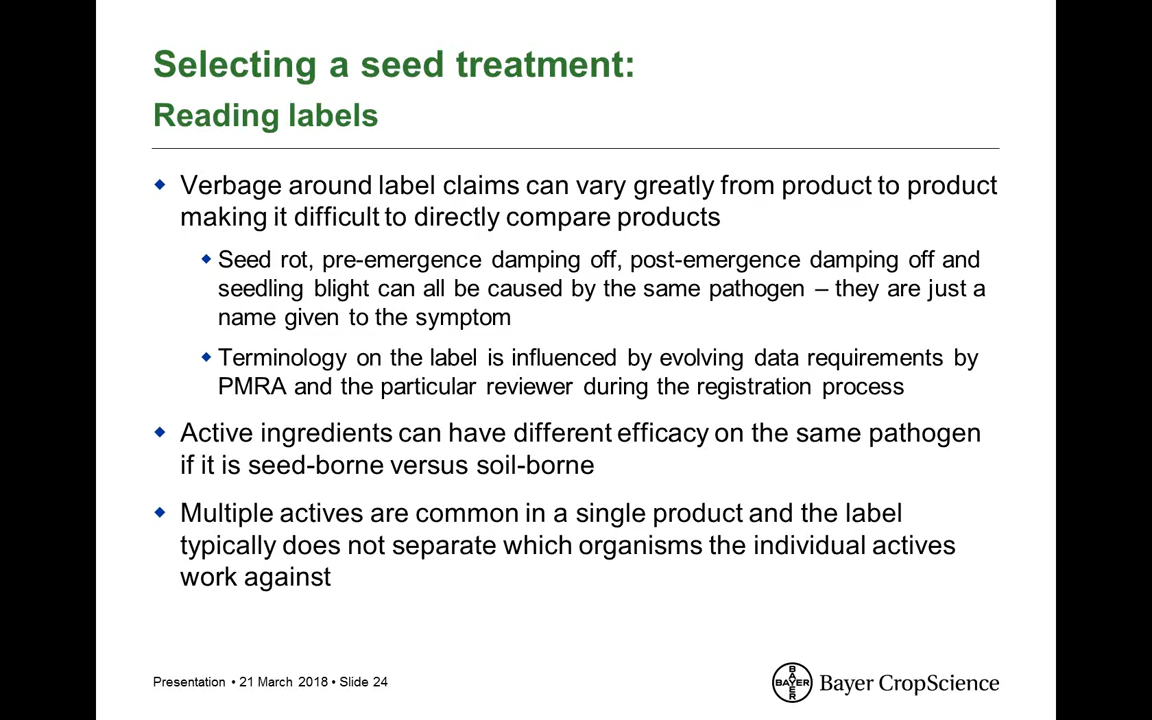 Selecting a seed treatment:
Reading labels
Verbage around label claims can vary greatly from product to product
making it difficult to directly compare products
Seed rot, pre-emergence damping off, post-emergence damping off and
seedling blight can all be caused by the same pathogen – they are just a
name given to the symptom
Terminology on the label is influenced by evolving data requirements by
PMRA and the particular reviewer during the registration process
Active ingredients can have different efficacy on the same pathogen
if it is seed-borne versus soil-borne
Multiple actives are common in a single product and the label
typically does not separate which organisms the individual actives
work against
Presentation • 21 March 2018 • Slide 24
BAYER
BAYER
Bayer CropScience